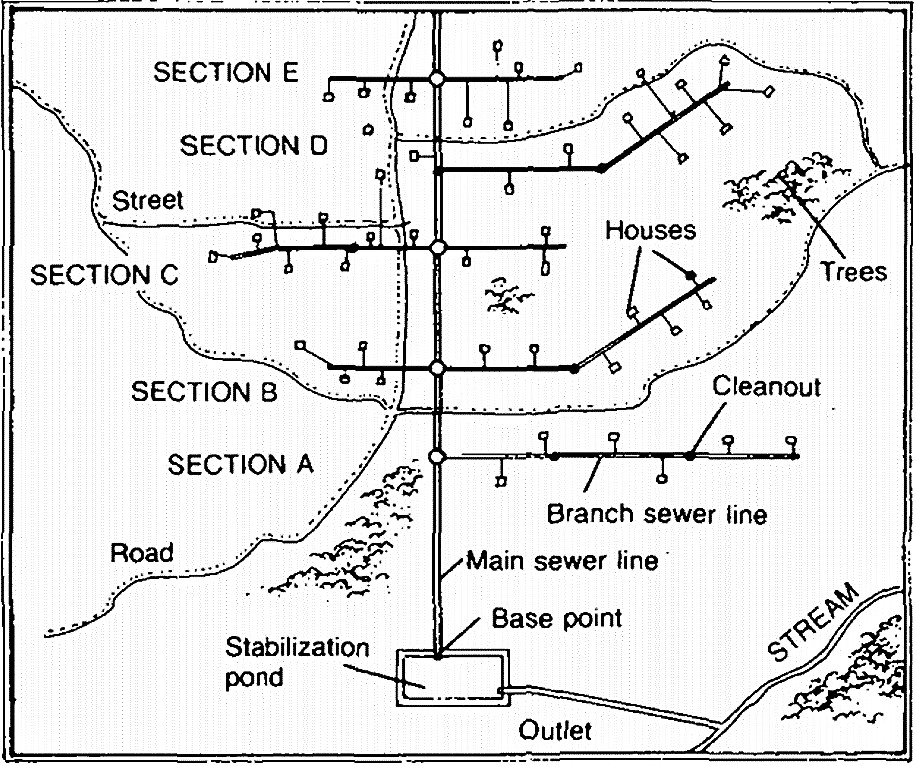 SECTION E
SECTION D
Street
Houses
SECTION C
Trees
SECTION B
Cleanout
SECTION A
Branch sewer line
Road
Main sewer line
Base point
Stabilization
pond
STREAM
Outlet